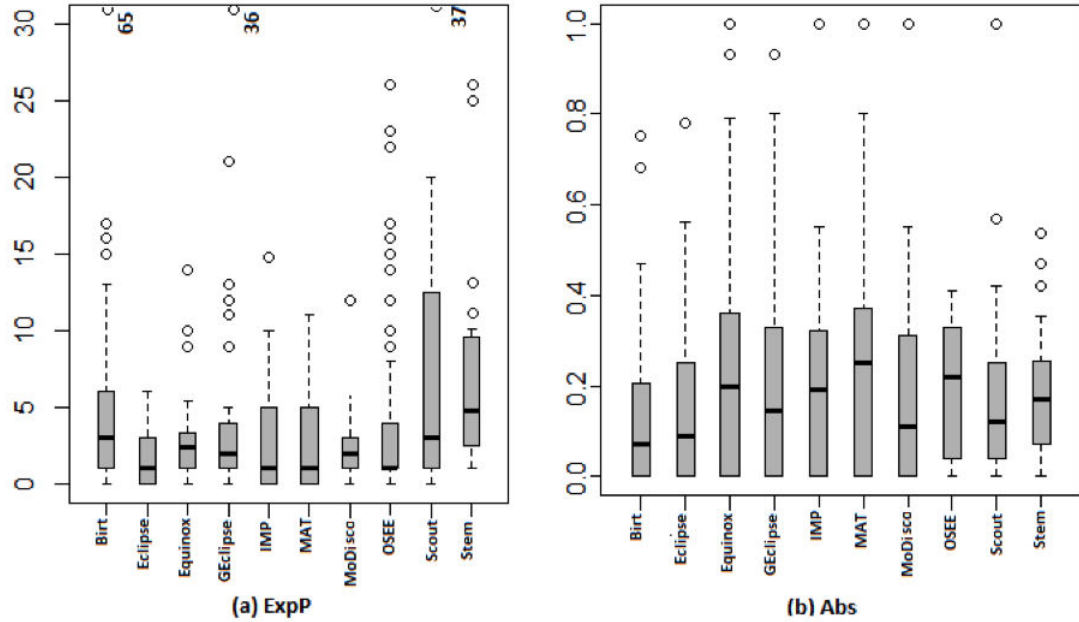 30
25
20
15
10
5
0
65
36
37
Birt
Eclipse
Equinox
GEclipse
IMP
MAT
MoDisco
OSEE
Scout
Stem
(a) ExpP
1.0
0.8
0.6
0.4
0.2
0.0
Birt
Eclipse
Equinox
GEclipse
IMP
MAT
MoDisco
OSEE
Scout
Stem
(b) Abs